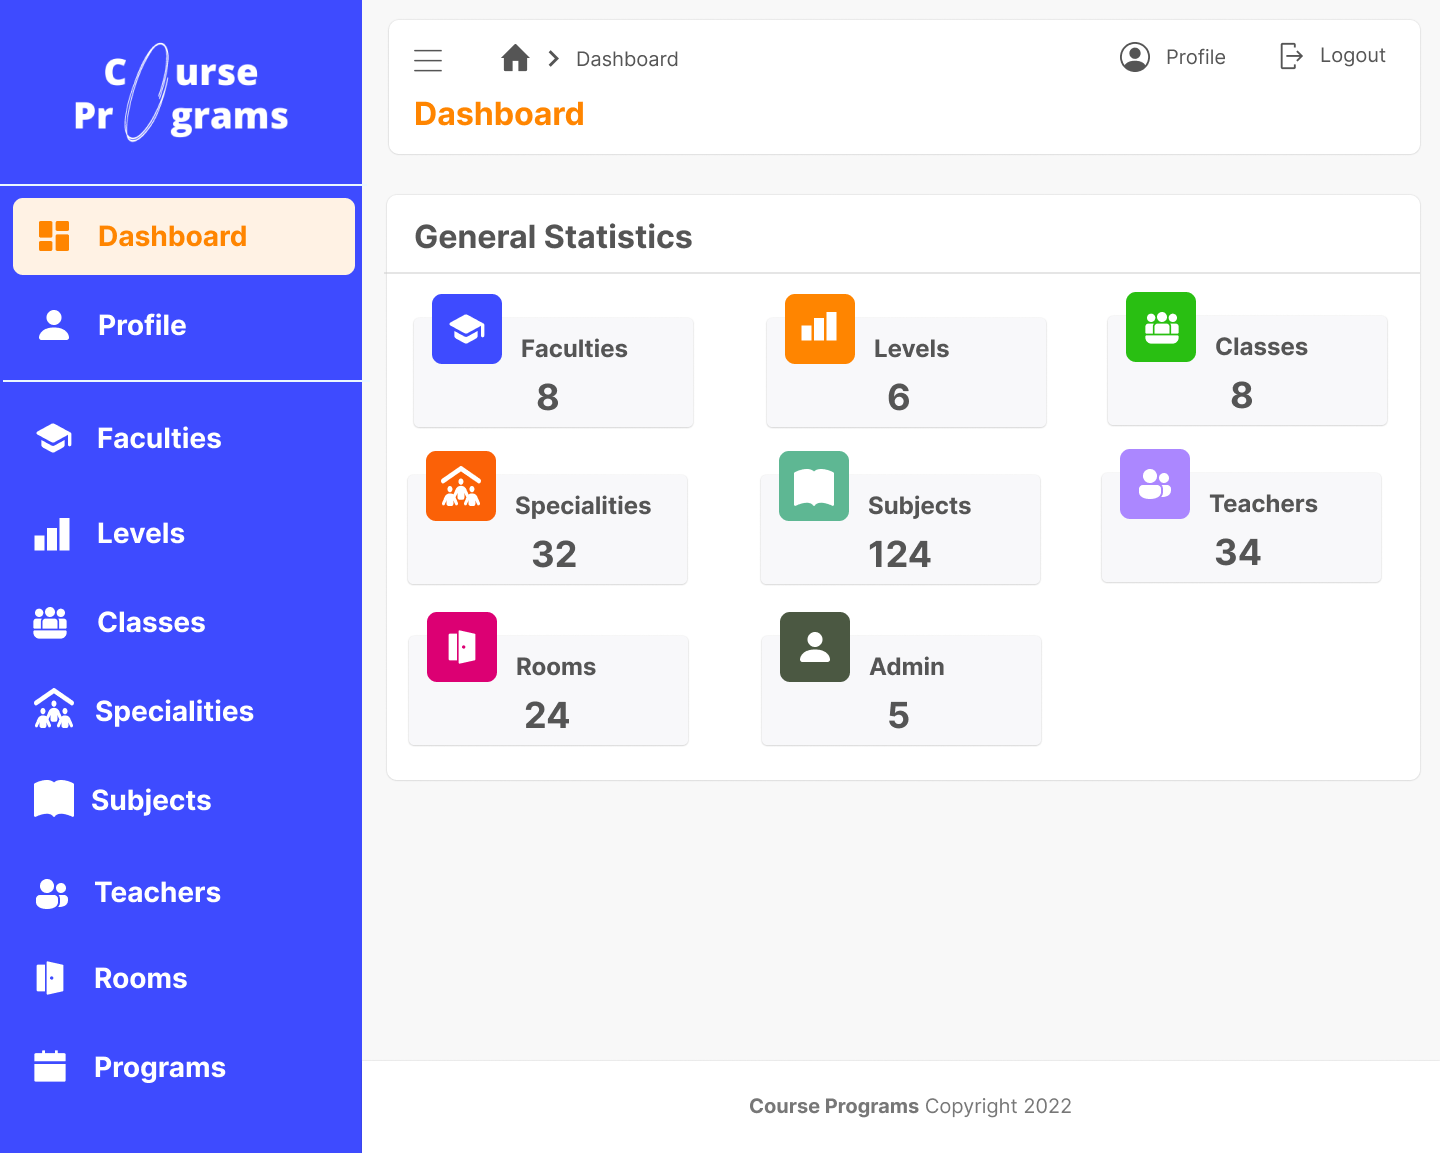 Course
Programs
Dashboard
Profile
Faculties
Levels
Classes
Specialities
Subjects
Teachers
Rooms
Programs
Dashboard
Profile
Logout
Dashboard
General Statistics
Faculties
8
Levels
6
Classes
8
Specialities
32
Subjects
124
Teachers
34
Rooms
24
Admin
5
Course Programs Copyright 2022